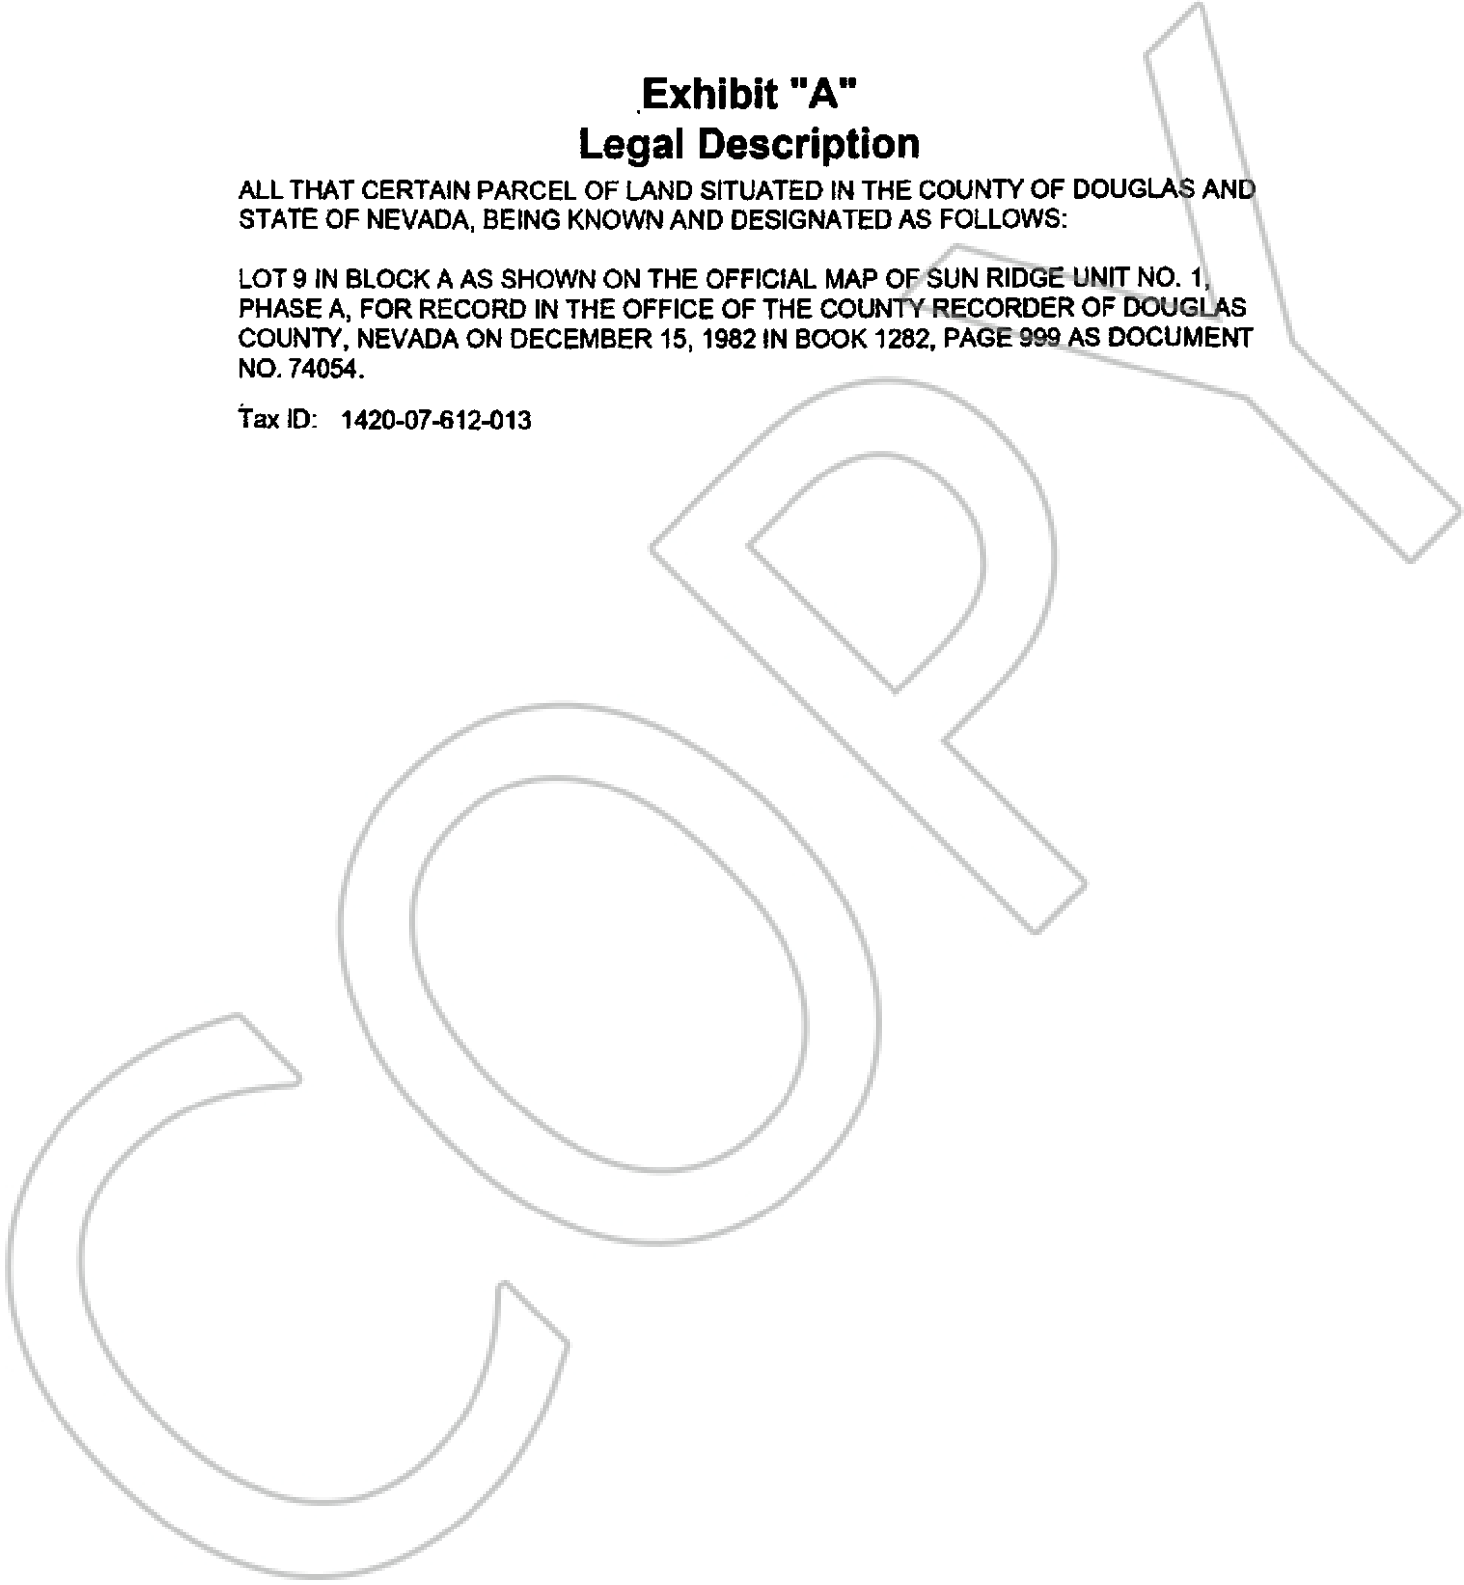 Exhibit "A"
Legal Description
ALL THAT CERTAIN PARCEL OF LAND SITUATED IN THE COUNTY OF DOUGLAS AND
STATE OF NEVADA, BEING KNOWN AND DESIGNATED AS FOLLOWS:
LOT 9 IN BLOCK A AS SHOWN ON THE OFFICIAL MAP OF SUN RIDGE UNIT NO. 1,
PHASE A, FOR RECORD IN THE OFFICE OF THE COUNTY RECORDER OF DOUGLAS
COUNTY, NEVADA ON DECEMBER 15, 1982 IN BOOK 1282, PAGE 999 AS DOCUMENT
NO. 74054.
Tax ID: 1420-07-612-013
COPY